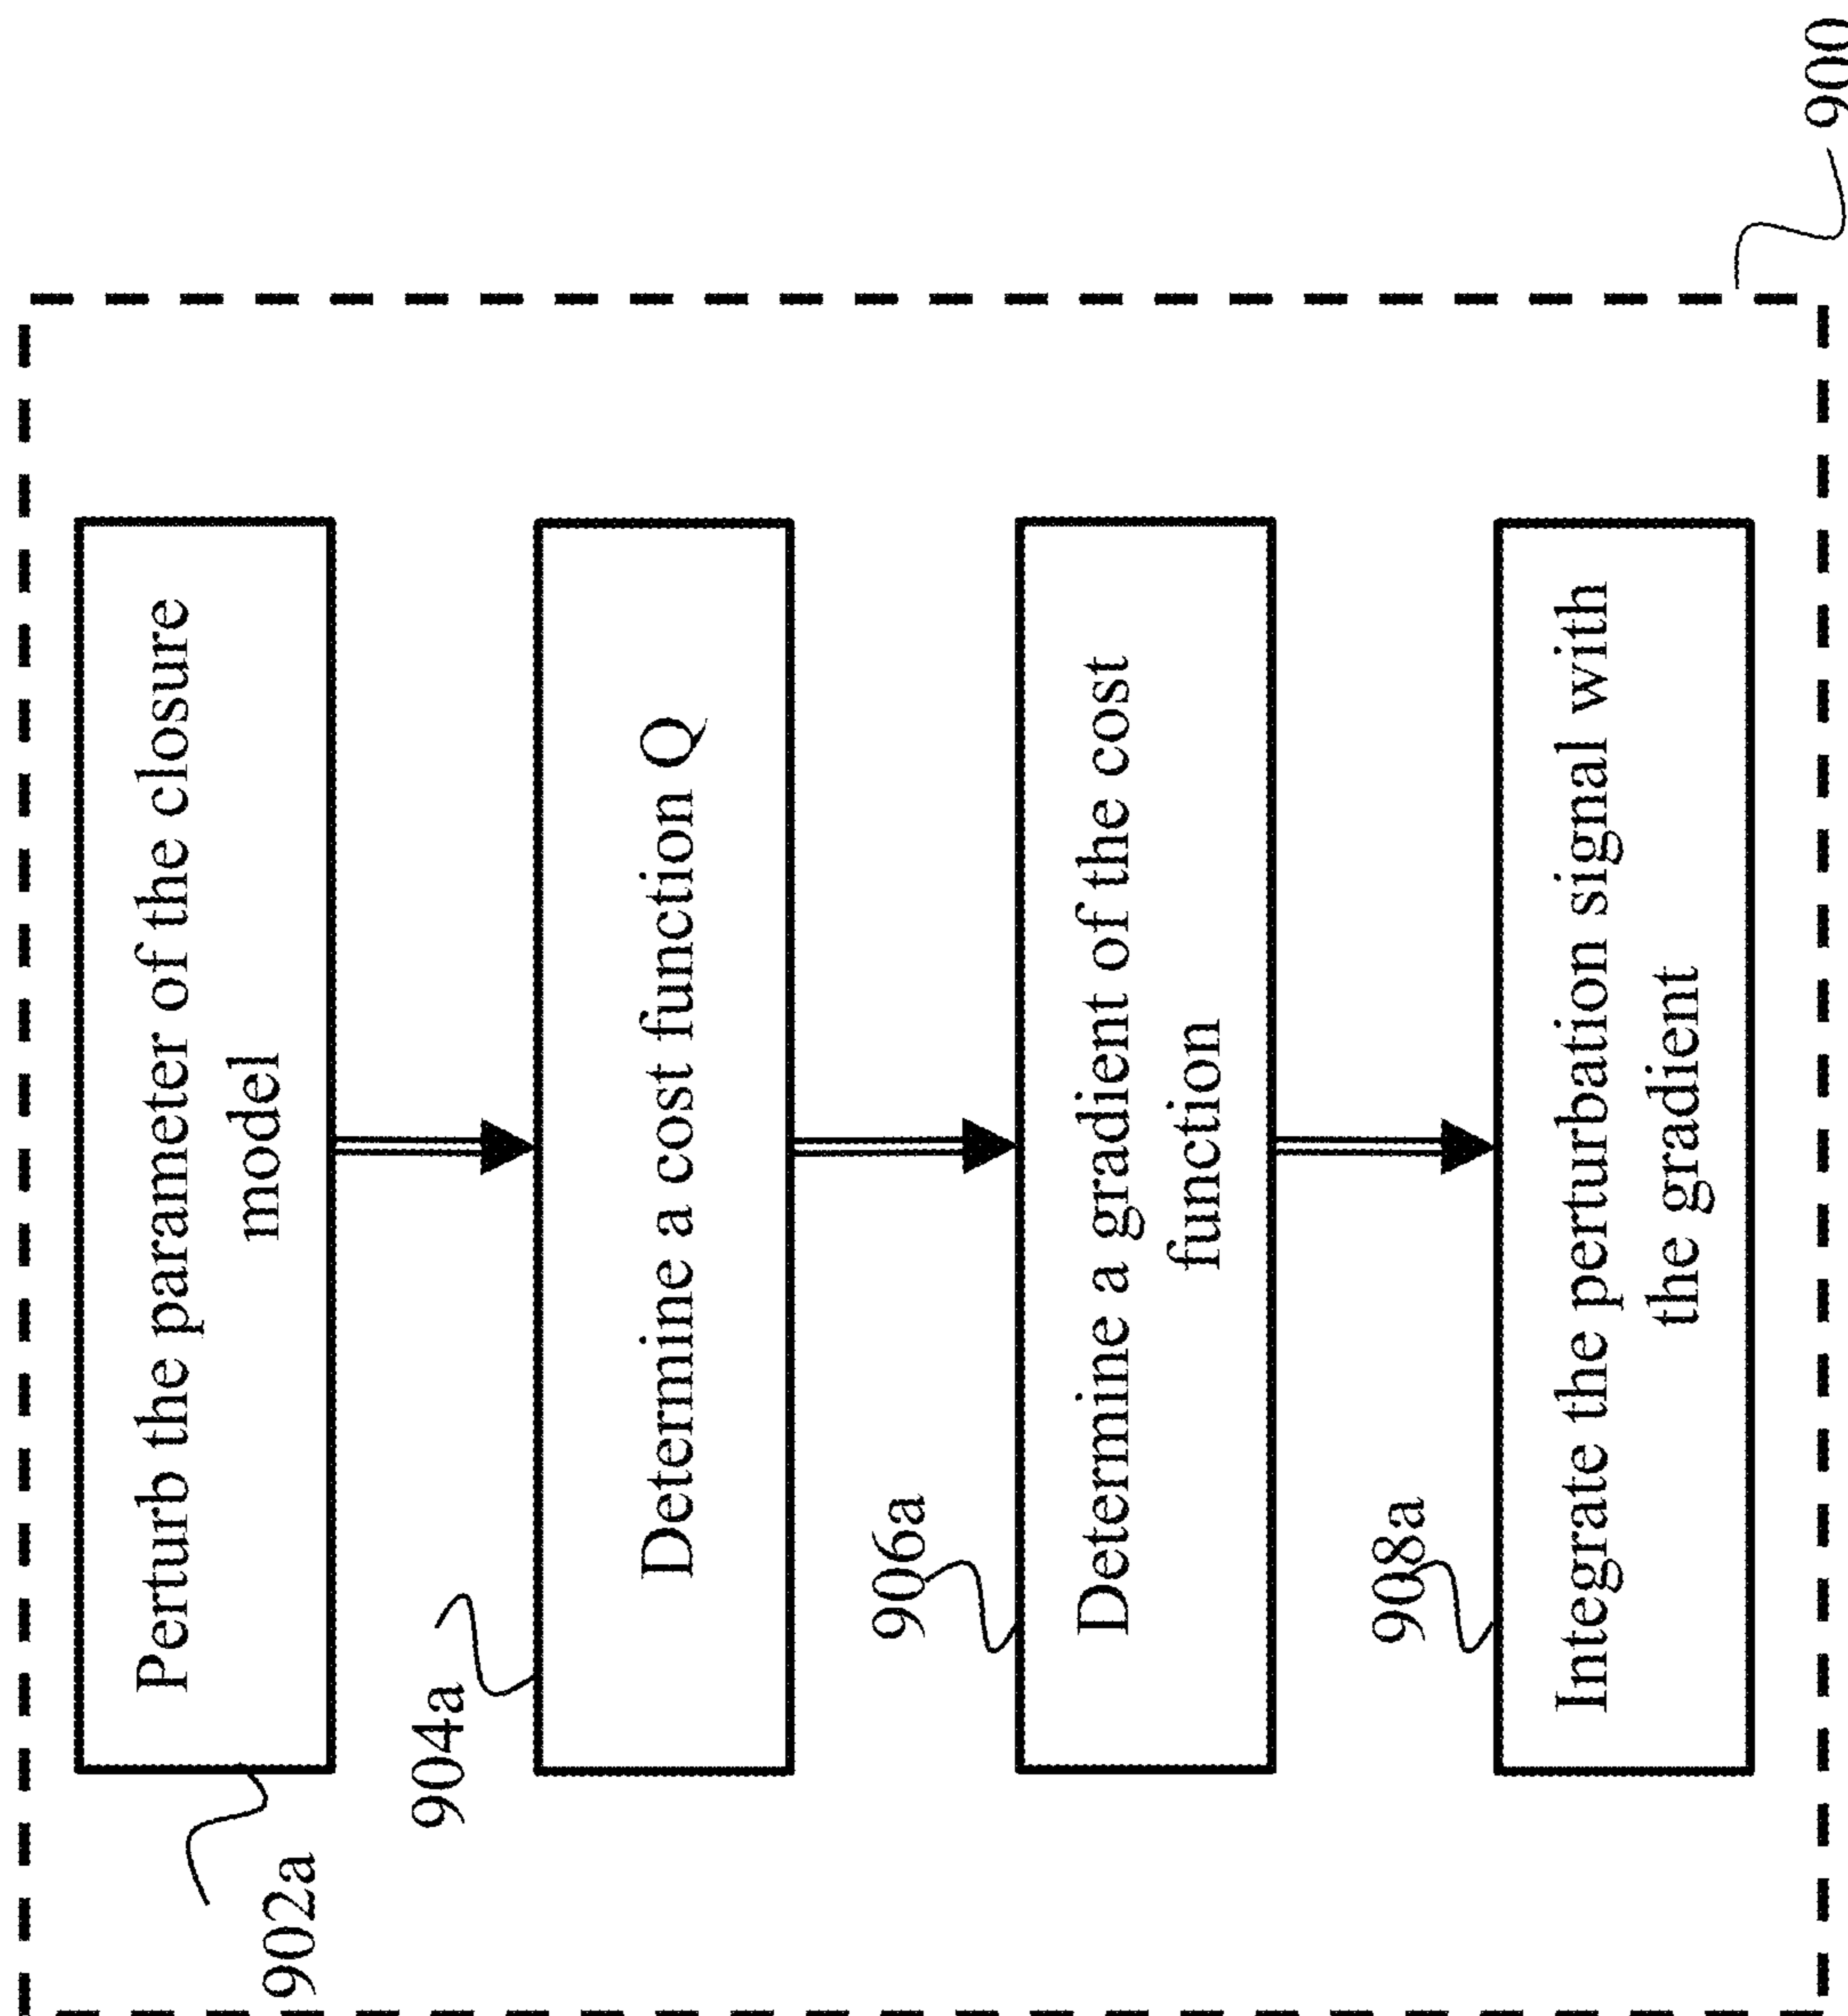 902a
Perturb the parameter of the closure
model
904a
Determine a cost function Q
906a
Determine a gradient of the cost
function
908a
Integrate the perturbation signal with
the gradient
900